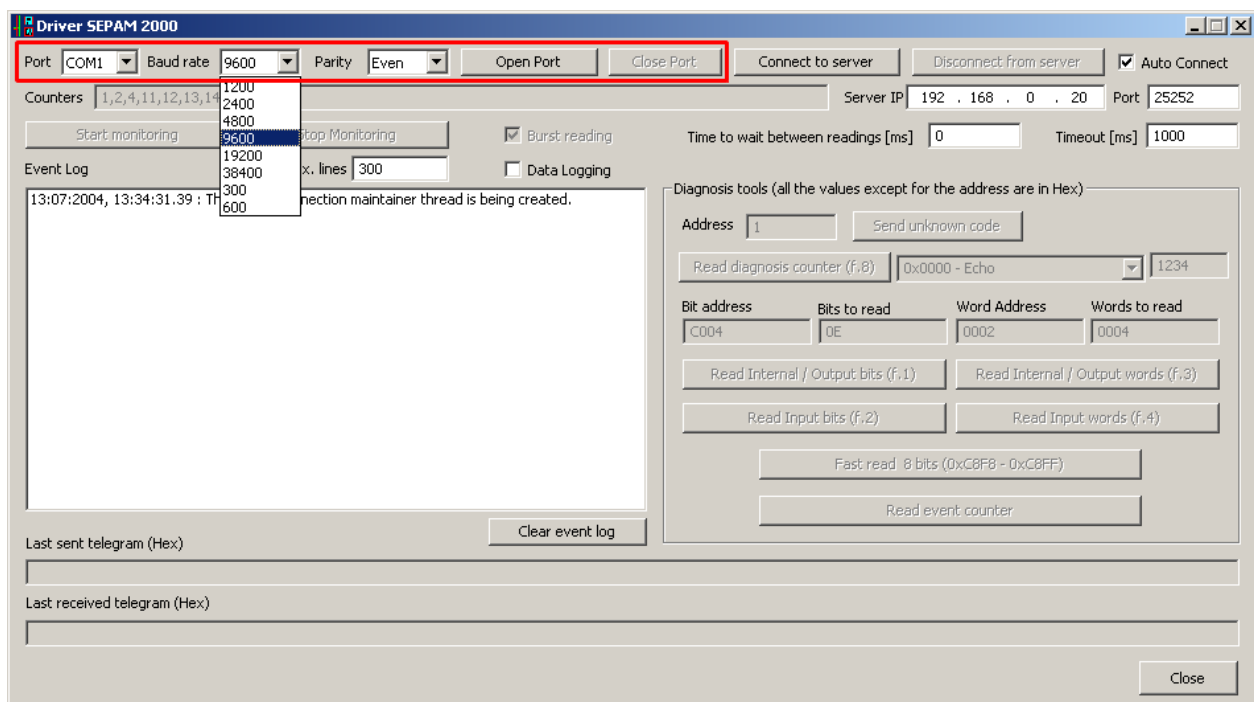 Driver SEPAM 2000
Port COM1 Baud rate 9600 Parity Even Open Port Close Port Connect to server Disconnect from server Auto Connect
1200
2400
4800
9600
19200
38400
300
600
Counters 1,2,4,11,12,13,14 Server IP 192 . 168 . 0 . 20 Port 25252
Start monitoring Stop Monitoring Burst reading Time to wait between readings [ms] 0 Timeout [ms] 1000
Event Log x. lines 300 Data Logging
13:07:2004, 13:34:31.39 : nection maintainer thread is being created.
Diagnosis tools (all the values except for the address are in Hex)
Address 1 Send unknown code
Read diagnosis counter (f.8) 0x0000 - Echo 1234
Bit address Bits to read Word Address Words to read
C004 0E 0002 0004
Read Internal / Output bits (f.1) Read Internal / Output words (f.3)
Read Input bits (f.2) Read Input words (f.4)
Fast read 8 bits (0xC8F8 - 0xC8FF)
Read event counter
Clear event log
Last sent telegram (Hex)
Last received telegram (Hex)
Close